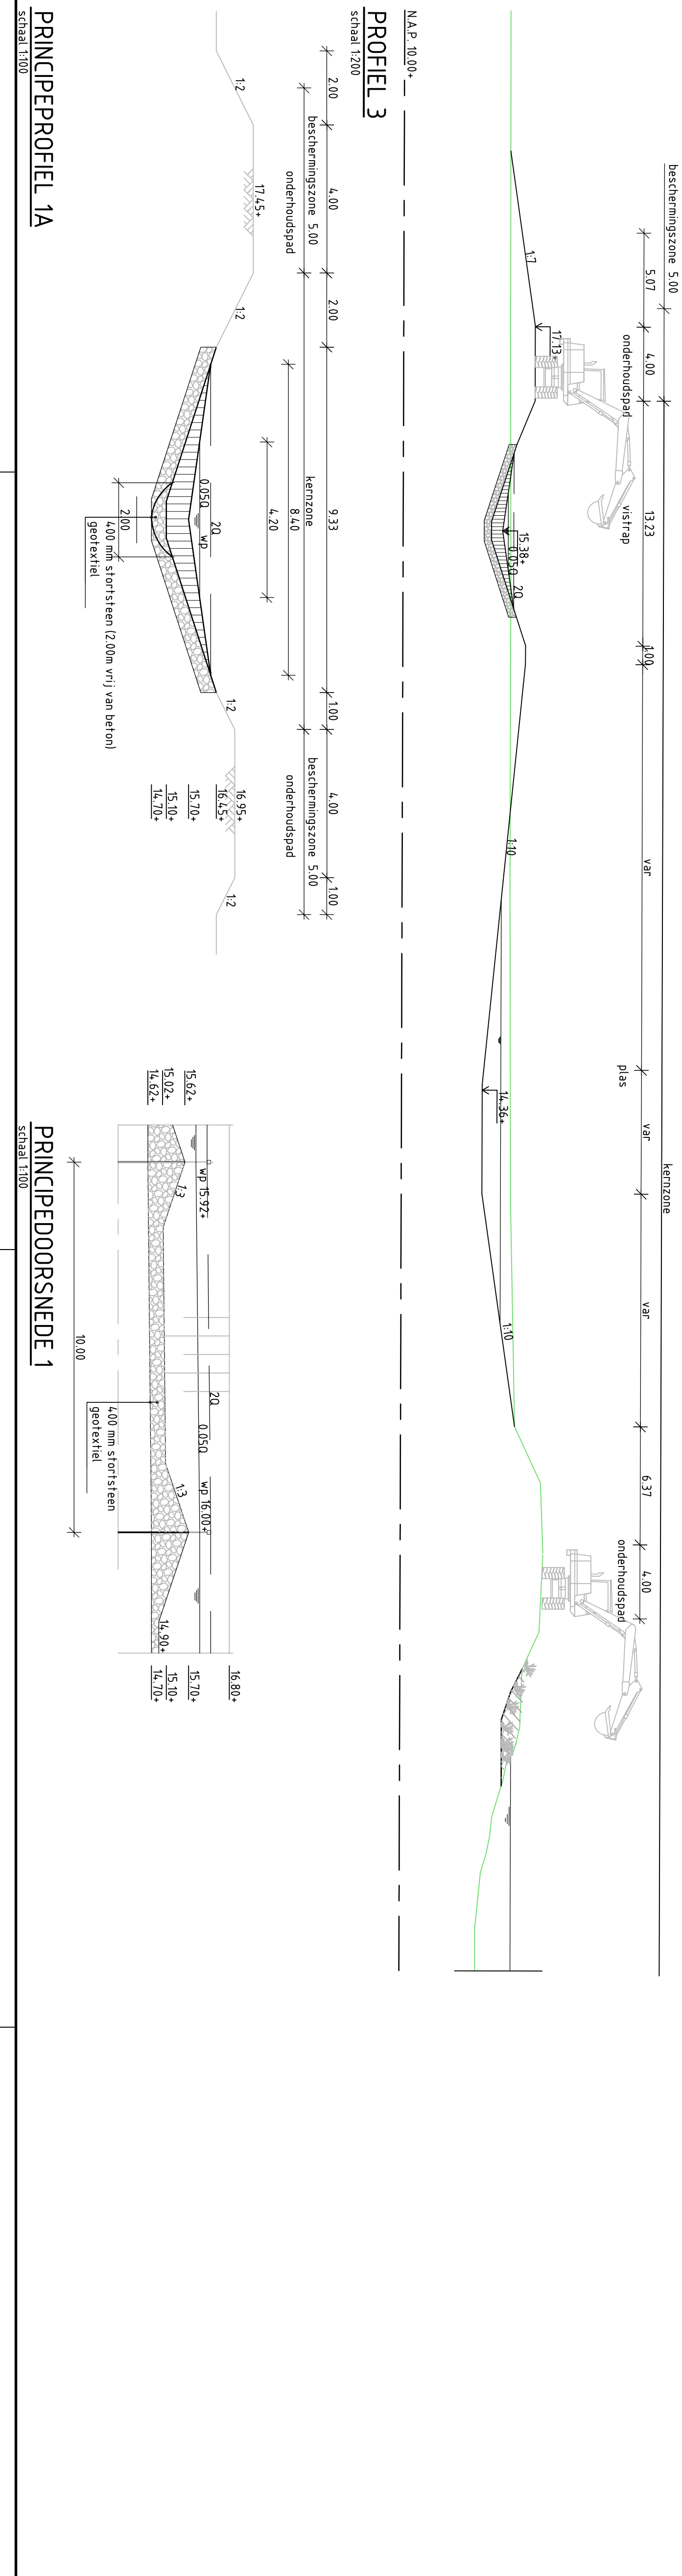 beschermingszone 5.00
kernzone
5.07
4.00
13.23
1.00
var
var
var
6.37
4.00
onderhoudspad
vistrap
plas
onderhoudspad
1:7
17.13+
15.38+
0.05Q
2Q
1:10
14.36+
1:10
N.A.P. 10.00+
PROFIEL 3
schaal 1:200
2.00
4.00
2.00
9.33
1.00
4.00
1.00
beschermingszone 5.00
kernzone
beschermingszone 5.00
onderhoudspad
8.40
onderhoudspad
4.20
1:2
17.45+
1:2
2Q
wp
0.05Q
1:2
1:2
16.95+
16.45+
15.70+
15.10+
14.70+
2.00
400 mm stortsteen (2.00m vrij van beton)
geotextiel
PRINCIPEPROFIEL 1A
schaal 1:100
15.62+
15.02+
14.62+
wp 15.92+
1:3
2Q
0.05Q
wp 16.00+
1:3
14.90+
16.80+
15.70+
15.10+
14.70+
10.00
400 mm stortsteen
geotextiel
PRINCIPEDOORSNEDE 1
schaal 1:100